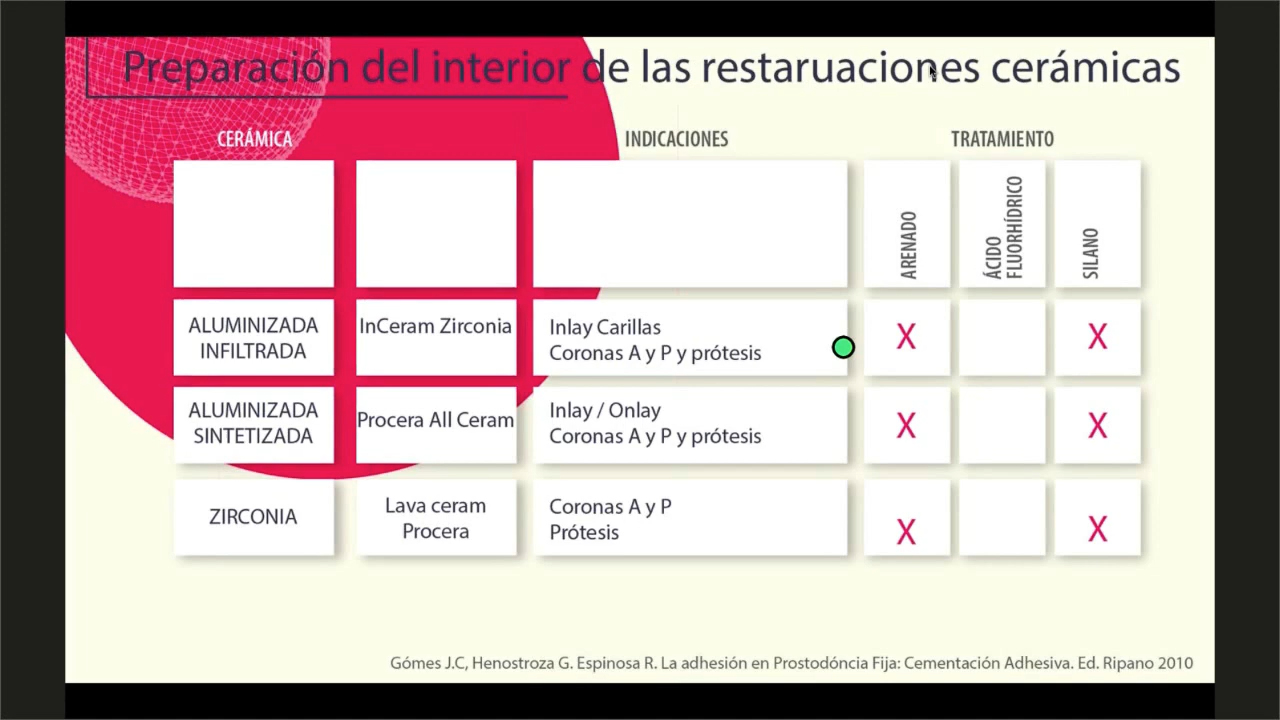 Preparación del interior de las restaruaciones cerámicas
CERÁMICA
INDICACIONES
TRATAMIENTO
ARENADO
ÁCIDO
FLUORHÍDRICO
SILANO
ALUMINIZADA
INFILTRADA
InCeram Zirconia
Inlay Carillas
Coronas A y P y prótesis
X
X
ALUMINIZADA
SINTETIZADA
Procera All Ceram
Inlay / Onlay
Coronas A y P y prótesis
X
X
ZIRCONIA
Lava ceram
Procera
Coronas A y P
Prótesis
X
X
Gómes J.C, Henostroza G. Espinosa R. La adhesión en Prostodóncia Fija: Cementación Adhesiva. Ed. Ripano 2010